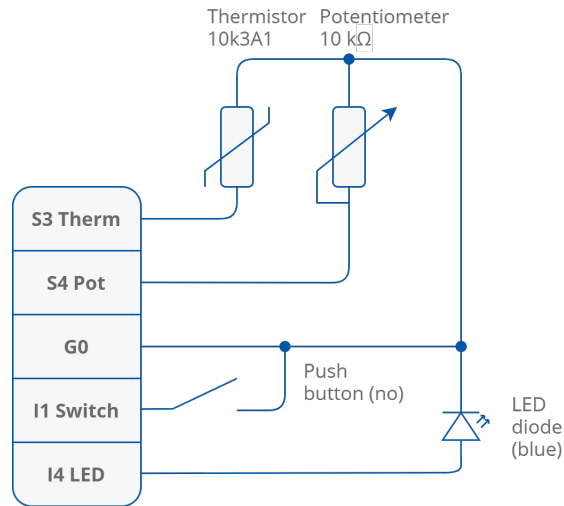 Thermistor
10k3A1
Potentiometer
10 kΩ
S3 Therm
S4 Pot
G0
Push
button (no)
I1 Switch
LED
diode
(blue)
I4 LED